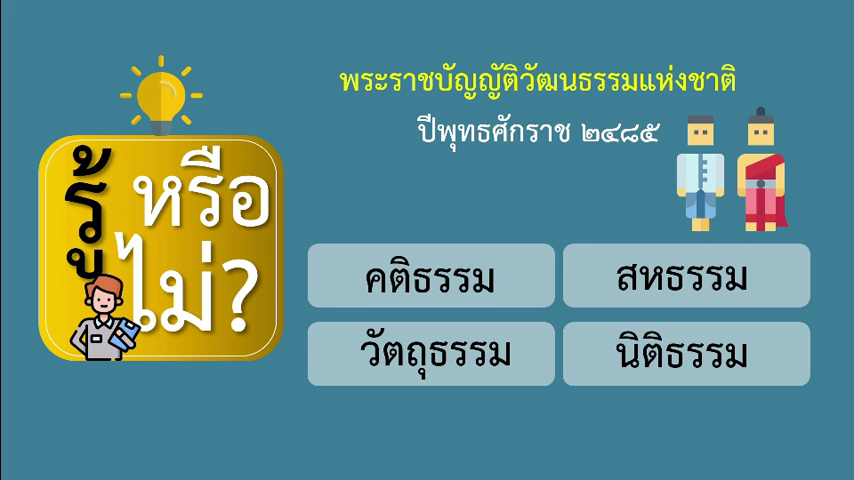 รู้
หรือ
ไม่?
พระราชบัญญัติวัฒนธรรมแห่งชาติ
ปีพุทธศักราช ๒๔๘๕
คติธรรม
สหธรรม
วัตถุธรรม
นิติธรรม